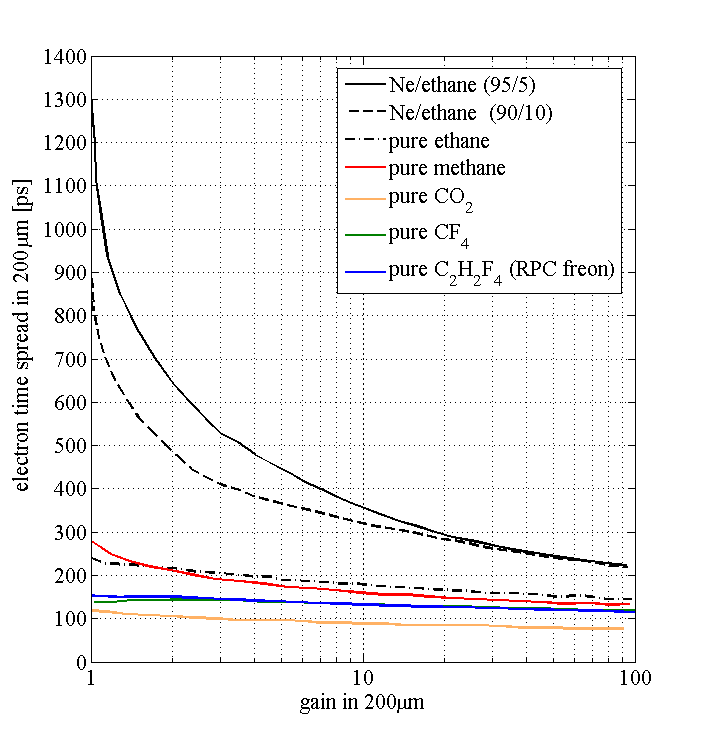 1400
1300
1200
1100
1000
900
800
700
600
500
400
300
200
100
0
electron time spread in 200 μm [ps]
Ne/ethane (95/5)
Ne/ethane (90/10)
pure ethane
pure methane
pure CO2
pure CF4
pure C2H2F4 (RPC freon)
1 10 100
gain in 200μm